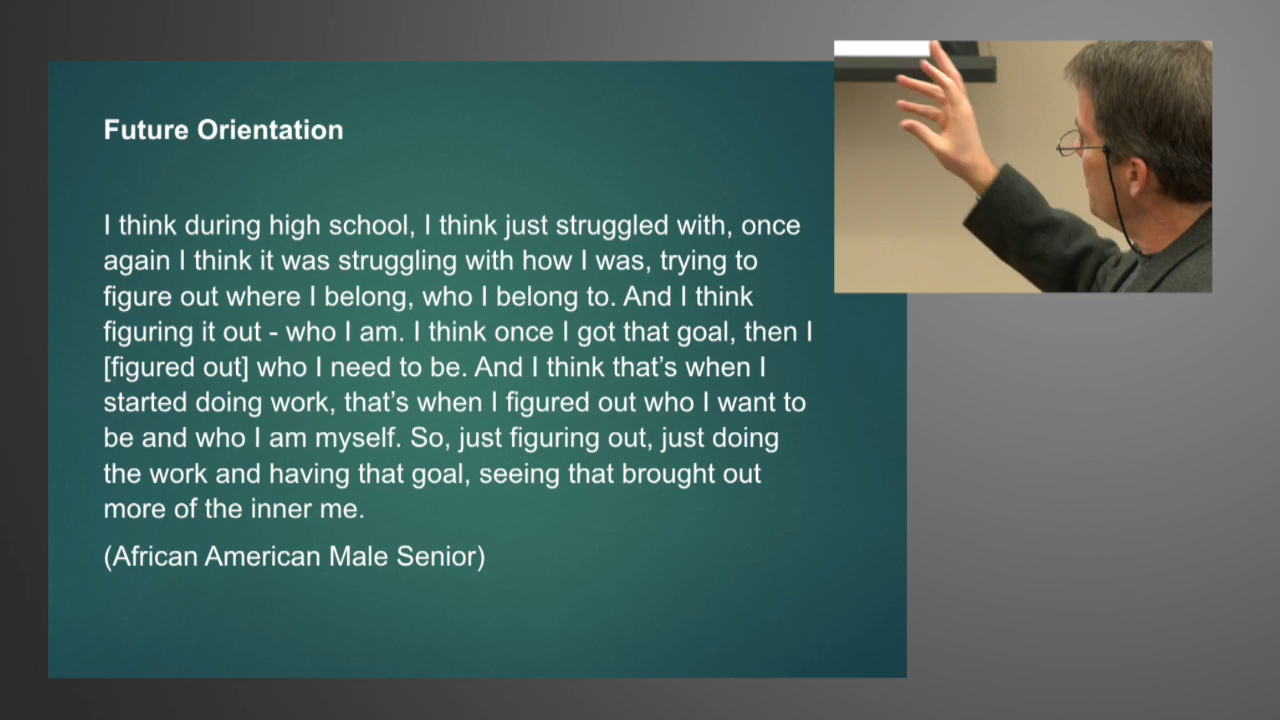 Future Orientation
I think during high school, I think just struggled with, once
again I think it was struggling with how I was, trying to
figure out where I belong, who I belong to. And I think
figuring it out - who I am. I think once I got that goal, then I
[figured out] who I need to be. And I think that’s when I
started doing work, that’s when I figured out who I want to
be and who I am myself. So, just figuring out, just doing
the work and having that goal, seeing that brought out
more of the inner me.
(African American Male Senior)